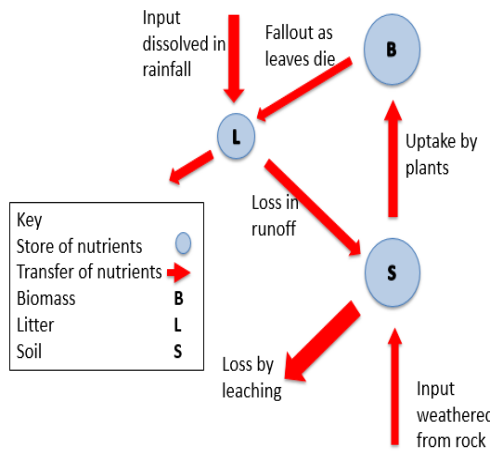 Input
dissolved in
rainfall
Fallout as
leaves die
B
L
Uptake by
plants
Loss in
runoff
Key
Store of nutrients
Transfer of nutrients
Biomass B
Litter L
Soil S
S
Loss by
leaching
Input
weathered
from rock